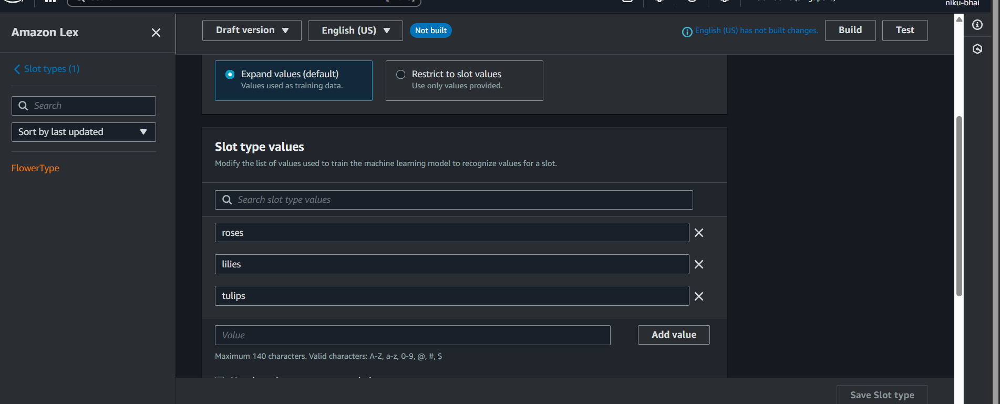 niku-bhai
Amazon Lex
Draft version
English (US)
Not built
English (US) has not built changes.
Build
Test
Slot types (1)
Search
Sort by last updated
FlowerType
Expand values (default)
Values used as training data.
Restrict to slot values
Use only values provided.
Slot type values
Modify the list of values used to train the machine learning model to recognize values for a slot.
Search slot type values
roses
lilies
tulips
Value
Add value
Maximum 140 characters. Valid characters: A-Z, a-z, 0-9, @, #, $
Save Slot type